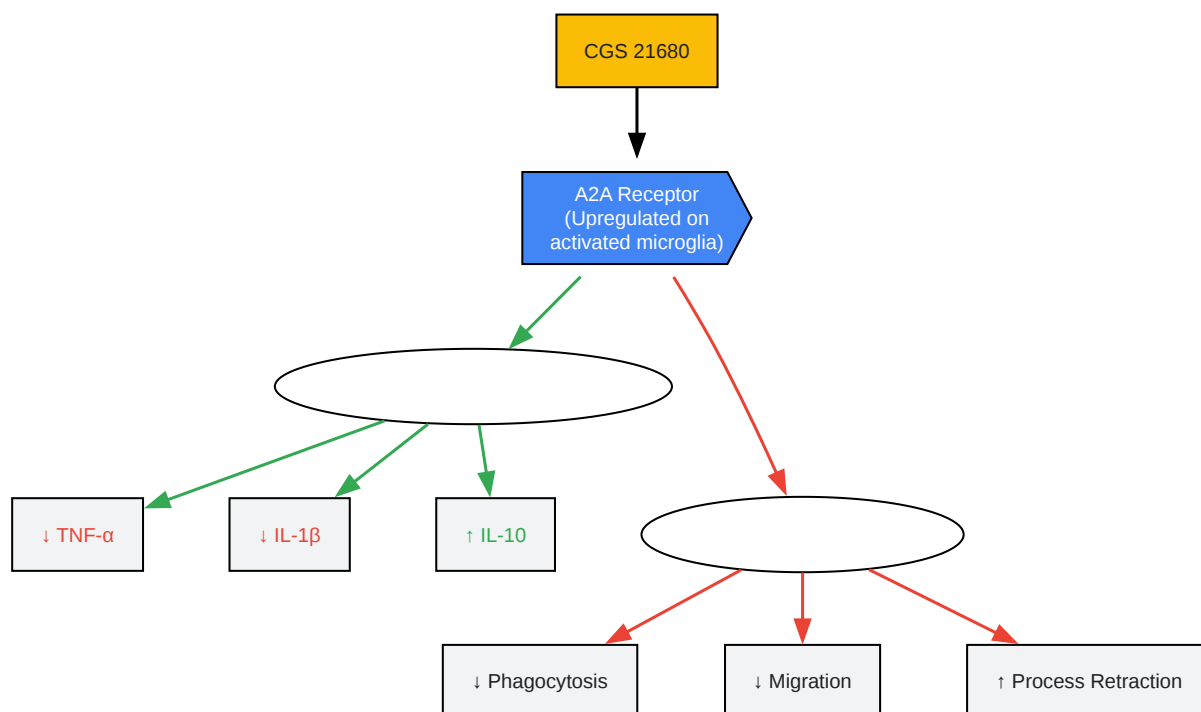 CGS 21680
A2A Receptor
(Upregulated on
activated microglia)
↓ TNF-α
↓ IL-1β
↑ IL-10
↓ Phagocytosis
↓ Migration
↑ Process Retraction